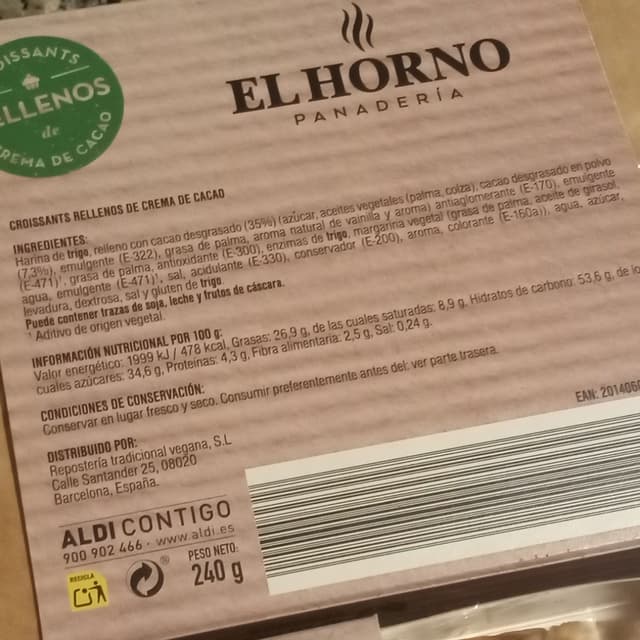 CROISSANTS
RELLENOS
de
CREMA DE CACAO
EL HORNO
PANADERÍA
CROISSANTS RELLENOS DE CREMA DE CACAO
INGREDIENTES:
Harina de trigo, relleno con cacao desgrasado (35%) (azúcar, aceites vegetales (palma, colza), cacao desgrasado en polvo
(7,3%), emulgente (E-322), grasa de palma, aroma natural de vainilla y aroma) antiaglomerante (E-170), emulgente
(E-471)¹, grasa de palma, antioxidante (E-300), enzimas de trigo, margarina vegetal (grasa de palma, aceite de girasol,
agua, emulgente (E-471)¹, sal, acidulante (E-330), conservador (E-200), aroma, colorante (E-160a)), agua, azúcar,
levadura, dextrosa, sal y gluten de trigo.
Puede contener trazas de soja, leche y frutos de cáscara.
¹ Aditivo de origen vegetal.
INFORMACIÓN NUTRICIONAL POR 100 g:
Valor energético: 1999 kJ / 478 kcal, Grasas: 26,9 g, de las cuales saturadas: 8,9 g. Hidratos de carbono: 53,6 g, de lo
cuales azúcares: 34,6 g, Proteínas: 4,3 g, Fibra alimentaria: 2,5 g, Sal: 0,24 g.
CONDICIONES DE CONSERVACIÓN:
Conservar en lugar fresco y seco. Consumir preferentemente antes del: ver parte trasera.
DISTRIBUIDO POR:
Repostería tradicional vegana, S.L
Calle Santander 25, 08020
Barcelona, España.
EAN: 2014066
ALDI CONTIGO
900 902 466 - www.aldi.es
RECICLA
PESO NETO:
240 g